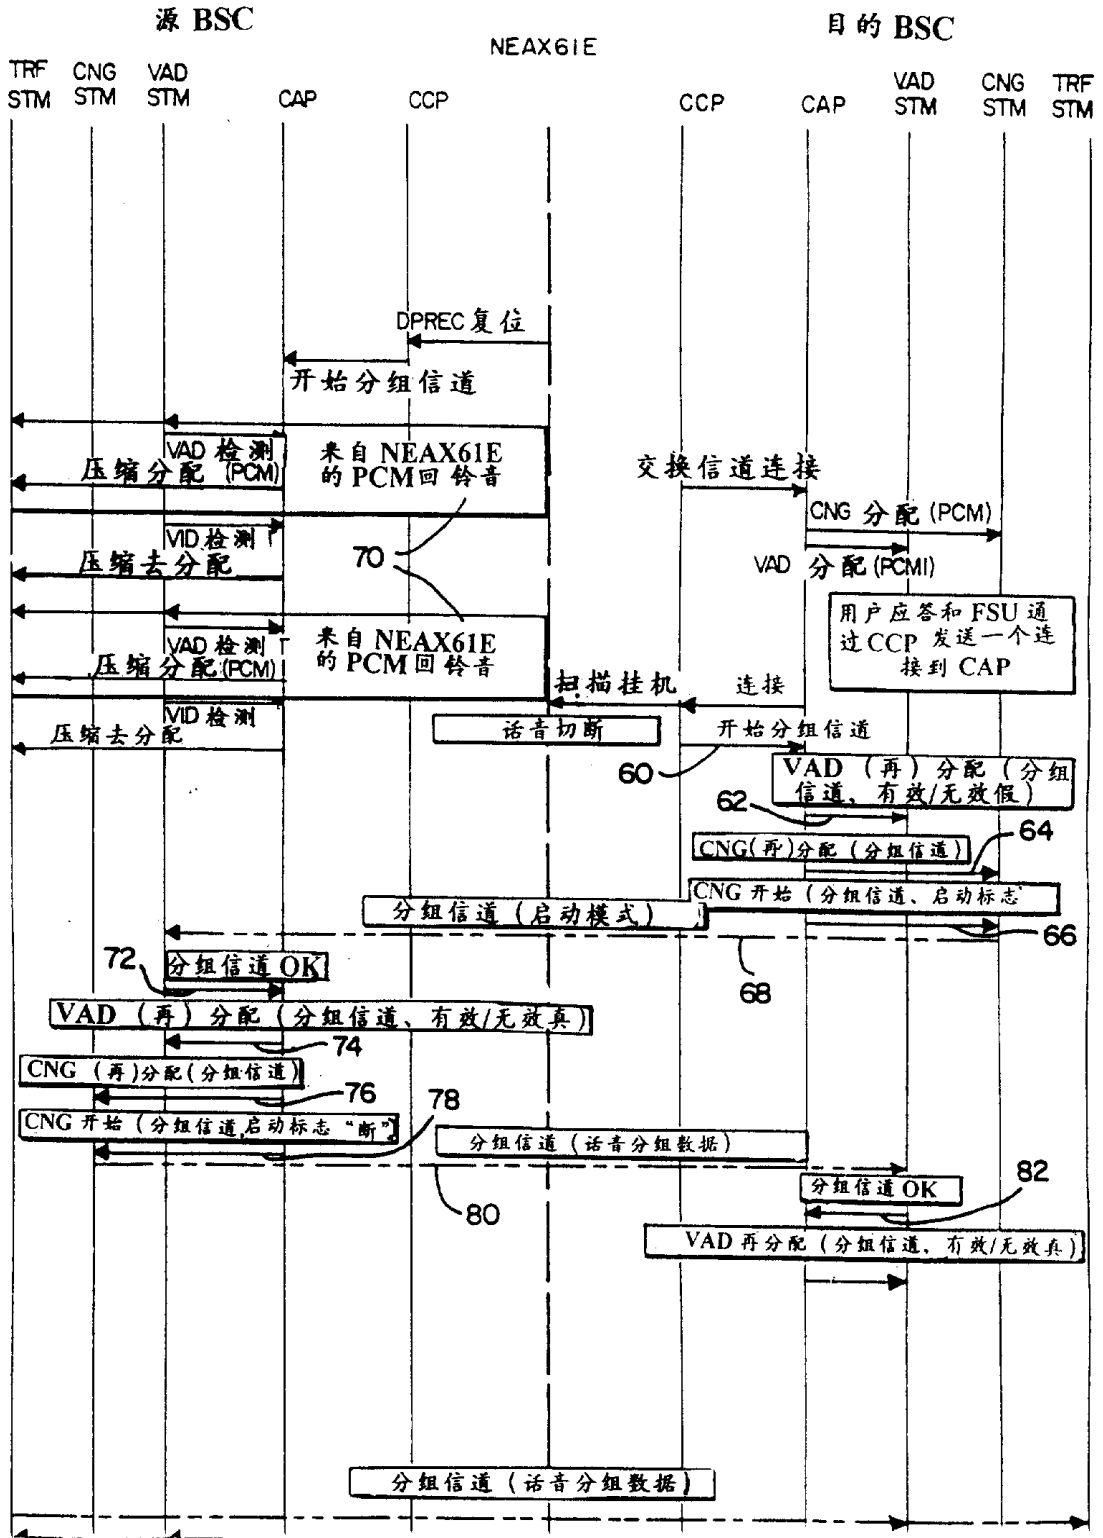 源 BSC
目的 BSC
NEAX61E
TRF
STM
CNG
STM
VAD
STM
CAP
CCP
CCP
CAP
VAD
STM
CNG
STM
TRF
STM
DPREC 复位
开始分组信道
VAD 检测
压缩分配 (PCM)
来自 NEAX61E
的 PCM 回铃音
交换信道连接
CNG 分配 (PCM)
VID 检测
70
压缩去分配
VAD 分配 (PCMI)
用户应答和 FSU 通
过 CCP 发送一个连
接到 CAP
VAD 检测
压缩分配 (PCM)
来自 NEAX61E
的 PCM 回铃音
扫描挂机
连接
VID 检测
压缩去分配
话音切断
开始分组信道
60
VAD (再) 分配 (分组
信道、有效/无效假)
62
64
CNG (再) 分配 (分组信道)
CNG 开始 (分组信道、启动标志
分组信道 (启动模式)
66
68
72
分组信道 OK
VAD (再) 分配 (分组信道、有效/无效真)
74
CNG (再) 分配 (分组信道)
76
78
CNG 开始 (分组信道,启动标志 “断”)
分组信道 (话音分组数据)
80
分组信道 OK
82
VAD 再分配 (分组信道、有效/无效真)
分组信道 (话音分组数据)